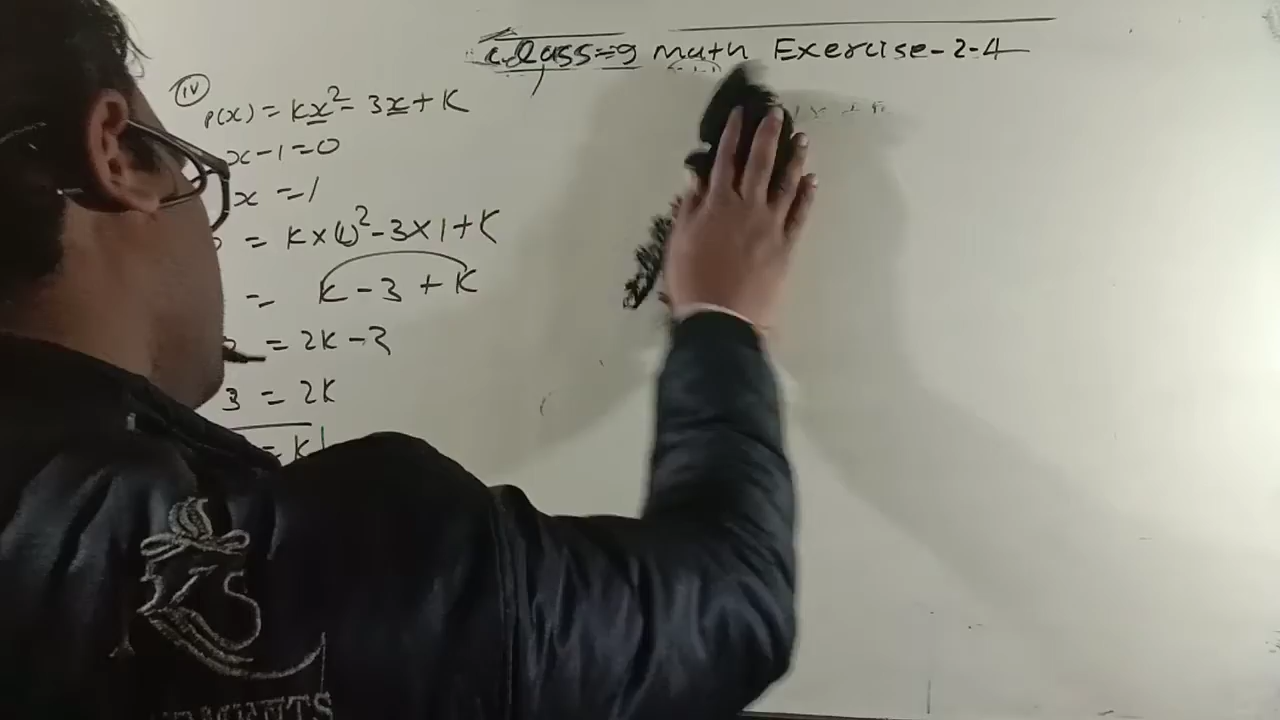 Class=9 math Exercise-2-4
(iv)
p(x) = Kx² - 3x + K
x-1=0
x =1
= K×(1)²-3×1+K
= K - 3 + K
= 2K-3
3 = 2K
= K